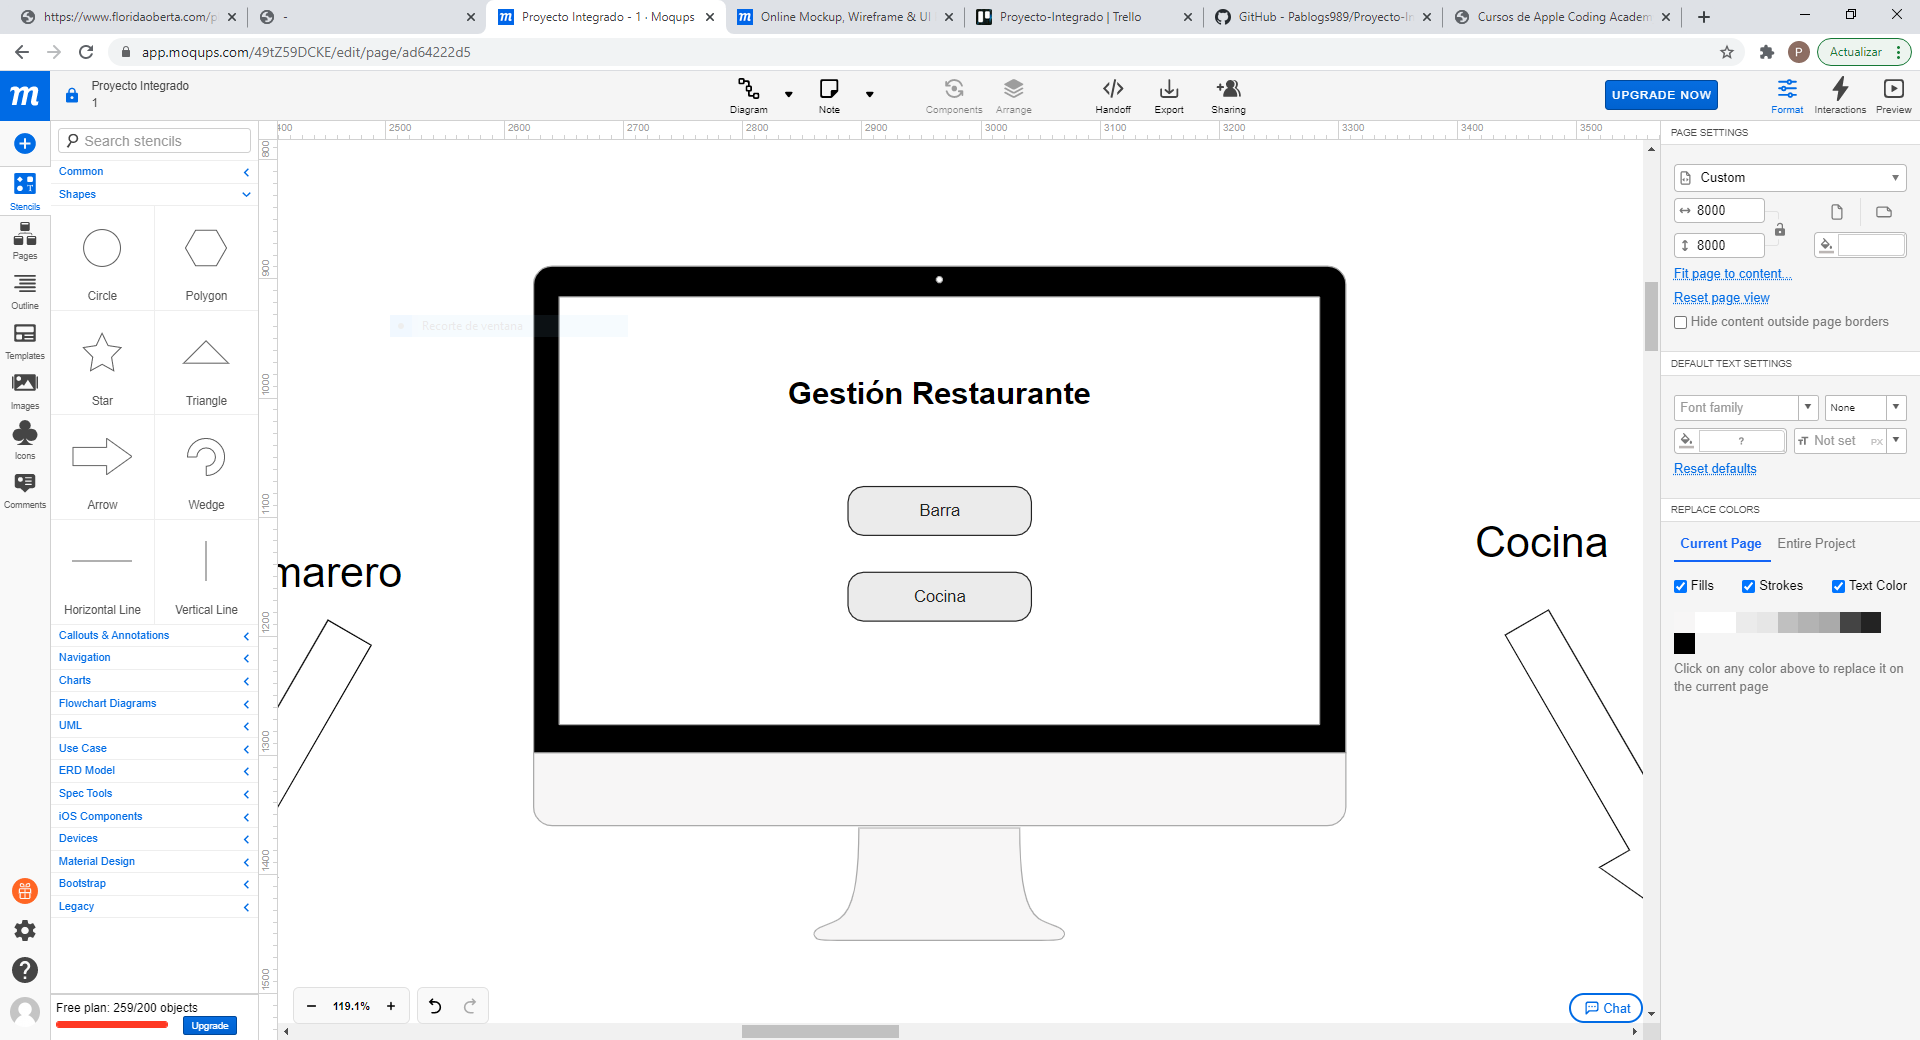 https://www.floridaoberta.com/pl
-
Proyecto Integrado - 1 · Moqups
Online Mockup, Wireframe & UI
Proyecto-Integrado | Trello
GitHub - Pablogs989/Proyecto-In
Cursos de Apple Coding Academ
app.moqups.com/49tZ59DCKE/edit/page/ad64222d5
P
Actualizar
m
Proyecto Integrado
1
Diagram
Note
Components
Arrange
Handoff
Export
Sharing
UPGRADE NOW
Format
Interactions
Preview
Search stencils
Common
Shapes
Circle
Polygon
Star
Triangle
Arrow
Wedge
Horizontal Line
Vertical Line
Callouts & Annotations
Navigation
Charts
Flowchart Diagrams
UML
Use Case
ERD Model
Spec Tools
iOS Components
Devices
Material Design
Bootstrap
Legacy
Stencils
Pages
Outline
Templates
Images
Icons
Comments
Free plan: 259/200 objects
Upgrade
400 2500 2600 2700 2800 2900 3000 3100 3200 3300 3400 3500
800
900
1000
1100
1200
1300
1400
1500
Recorte de ventana
Gestión Restaurante
Barra
Cocina
marero
Cocina
119.1%
Chat
PAGE SETTINGS
Custom
8000
8000
Fit page to content...
Reset page view
Hide content outside page borders
DEFAULT TEXT SETTINGS
Font family
None
?
Not set
PX
Reset defaults
REPLACE COLORS
Current Page
Entire Project
Fills
Strokes
Text Color
Click on any color above to replace it on
the current page